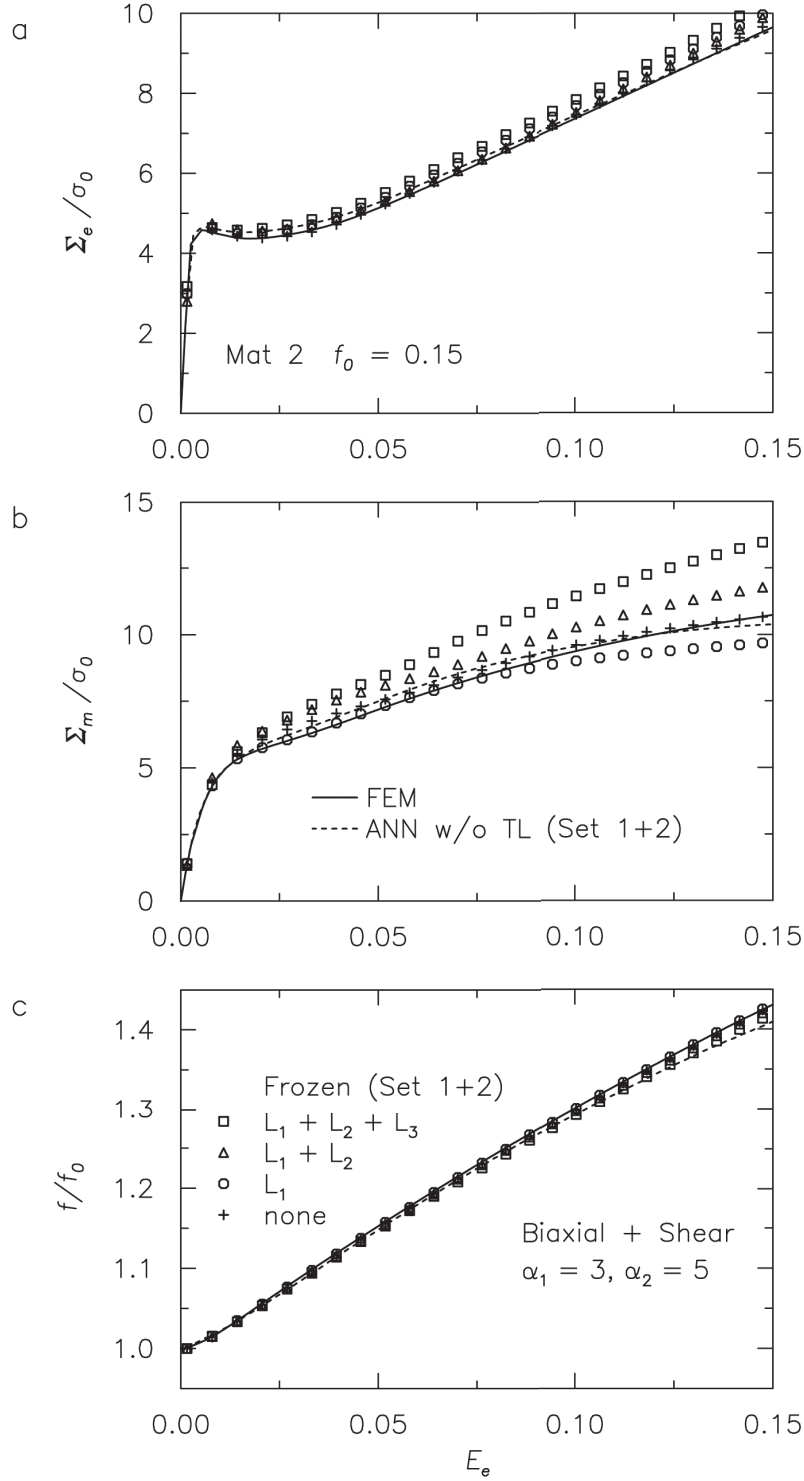 a
10
8
6
4
2
0
Σe/σ0
Mat 2 f0 = 0.15
0.00 0.05 0.10 0.15
b
15
10
5
0
Σm/σ0
FEM
ANN w/o TL (Set 1+2)
0.00 0.05 0.10 0.15
c
1.4
1.3
1.2
1.1
1.0
f/f0
Frozen (Set 1+2)
L1 + L2 + L3
L1 + L2
L1
none
Biaxial + Shear
α1 = 3, α2 = 5
0.00 0.05 0.10 0.15
Ee